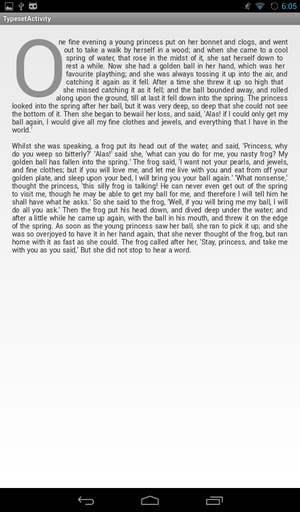 6:05
TypesetActivity
One fine evening a young princess put on her bonnet and clogs, and went
out to take a walk by herself in a wood; and when she came to a cool
spring of water, that rose in the midst of it, she sat herself down to
rest a while. Now she had a golden ball in her hand, which was her
favourite plaything; and she was always tossing it up into the air, and
catching it again as it fell. After a time she threw it up so high that
she missed catching it as it fell; and the ball bounded away, and rolled
along upon the ground, till at last it fell down into the spring. The princess
looked into the spring after her ball, but it was very deep, so deep that she could not see
the bottom of it. Then she began to bewail her loss, and said, 'Alas! if I could only get my
ball again, I would give all my fine clothes and jewels, and everything that I have in the
world.'
Whilst she was speaking, a frog put its head out of the water, and said, 'Princess, why
do you weep so bitterly?' 'Alas!' said she, 'what can you do for me, you nasty frog? My
golden ball has fallen into the spring.' The frog said, 'I want not your pearls, and jewels,
and fine clothes; but if you will love me, and let me live with you and eat from off your
golden plate, and sleep upon your bed, I will bring you your ball again.' 'What nonsense,'
thought the princess, 'this silly frog is talking! He can never even get out of the spring
to visit me, though he may be able to get my ball for me, and therefore I will tell him he
shall have what he asks.' So she said to the frog, 'Well, if you will bring me my ball, I will
do all you ask.' Then the frog put his head down, and dived deep under the water; and
after a little while he came up again, with the ball in his mouth, and threw it on the edge
of the spring. As soon as the young princess saw her ball, she ran to pick it up; and she
was so overjoyed to have it in her hand again, that she never thought of the frog, but ran
home with it as fast as she could. The frog called after her, 'Stay, princess, and take me
with you as you said,' But she did not stop to hear a word.